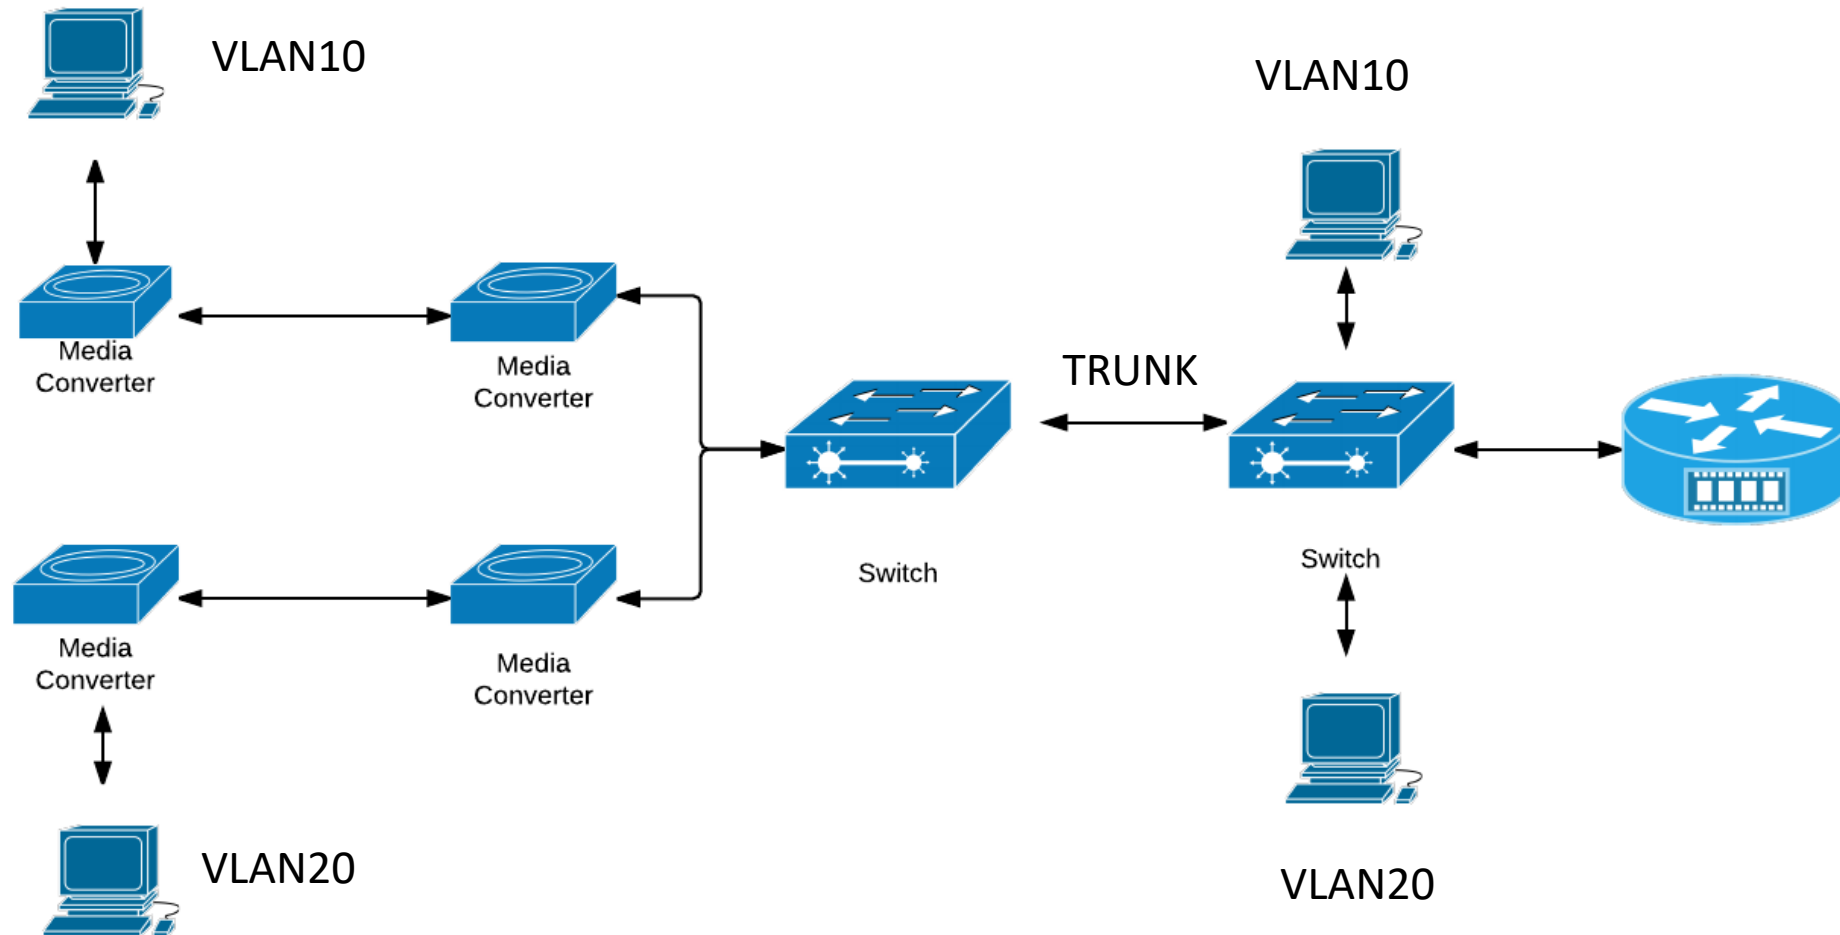 VLAN10
VLAN10
Media
Converter
Media
Converter
TRUNK
Switch
Switch
Media
Converter
Media
Converter
VLAN20
VLAN20